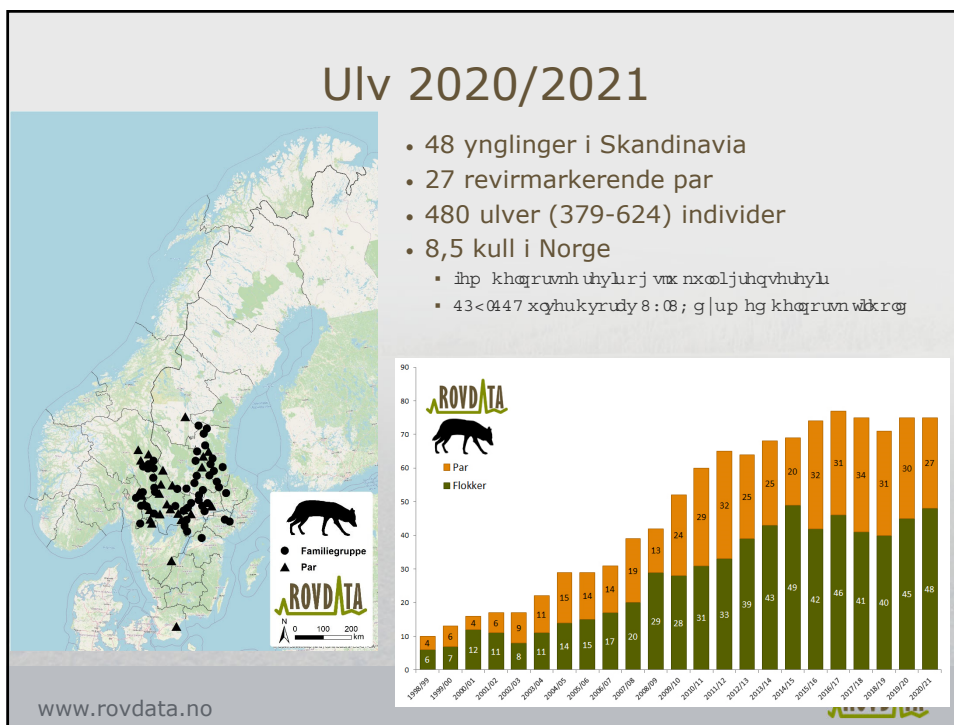 Ulv 2020/2021
• 48 ynglinger i Skandinavia
• 27 revirmarkerende par
• 480 ulver (379-624) individer
• 8,5 kull i Norge
ROVDATA
Par
Flokker
90
80
70
60
50
40
30
20
10
0
4 6 4 6 9 11 15 14 14 19 13 24 29 32 25 25 20 32 31 34 31 30 27
6 7 12 11 8 11 14 15 17 20 29 28 31 33 39 43 49 42 46 41 40 45 48
1998/99 1999/00 2000/01 2001/02 2002/03 2003/04 2004/05 2005/06 2006/07 2007/08 2008/09 2009/10 2010/11 2011/12 2012/13 2013/14 2014/15 2015/16 2016/17 2017/18 2018/19 2019/20 2020/21
Familiegruppe
Par
ROVDATA
N
0 100 200
km
www.rovdata.no
ROVDATA